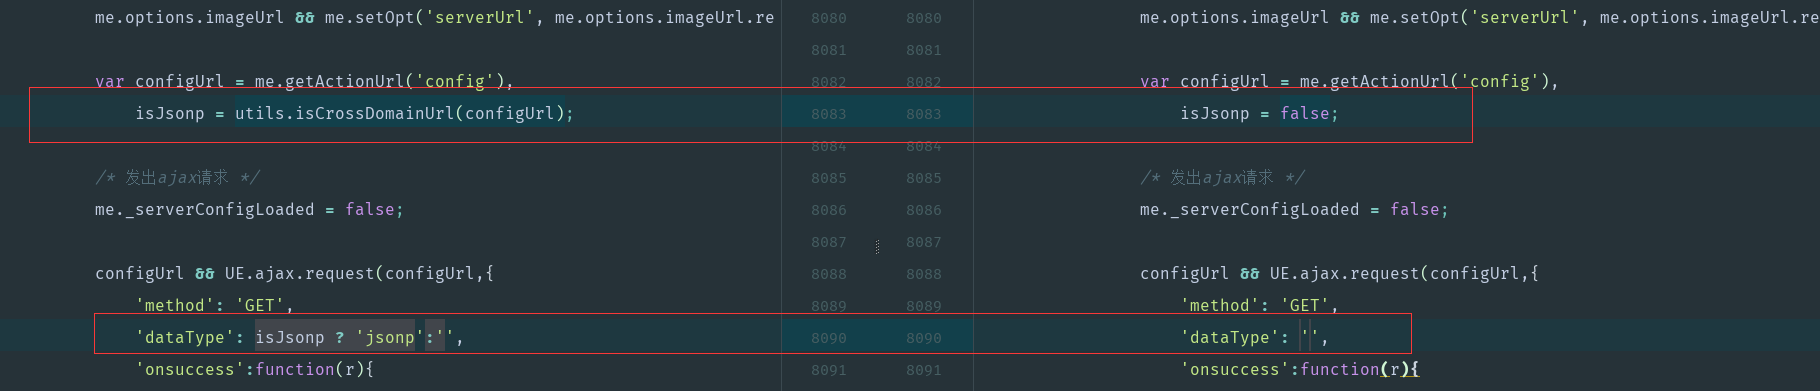 me.options.imageUrl && me.setOpt('serverUrl', me.options.imageUrl.re 8080 8080 me.options.imageUrl && me.setOpt('serverUrl', me.options.imageUrl.re
8081 8081
var configUrl = me.getActionUrl('config'), 8082 8082 var configUrl = me.getActionUrl('config'),
isJsonp = utils.isCrossDomainUrl(configUrl); 8083 8083 isJsonp = false;
8084 8084
/* 发出ajax请求 */ 8085 8085 /* 发出ajax请求 */
me._serverConfigLoaded = false; 8086 8086 me._serverConfigLoaded = false;
8087 8087
configUrl && UE.ajax.request(configUrl,{ 8088 8088 configUrl && UE.ajax.request(configUrl,{
'method': 'GET', 8089 8089 'method': 'GET',
'dataType': isJsonp ? 'jsonp':'', 8090 8090 'dataType': '',
'onsuccess':function(r){ 8091 8091 'onsuccess':function(r){